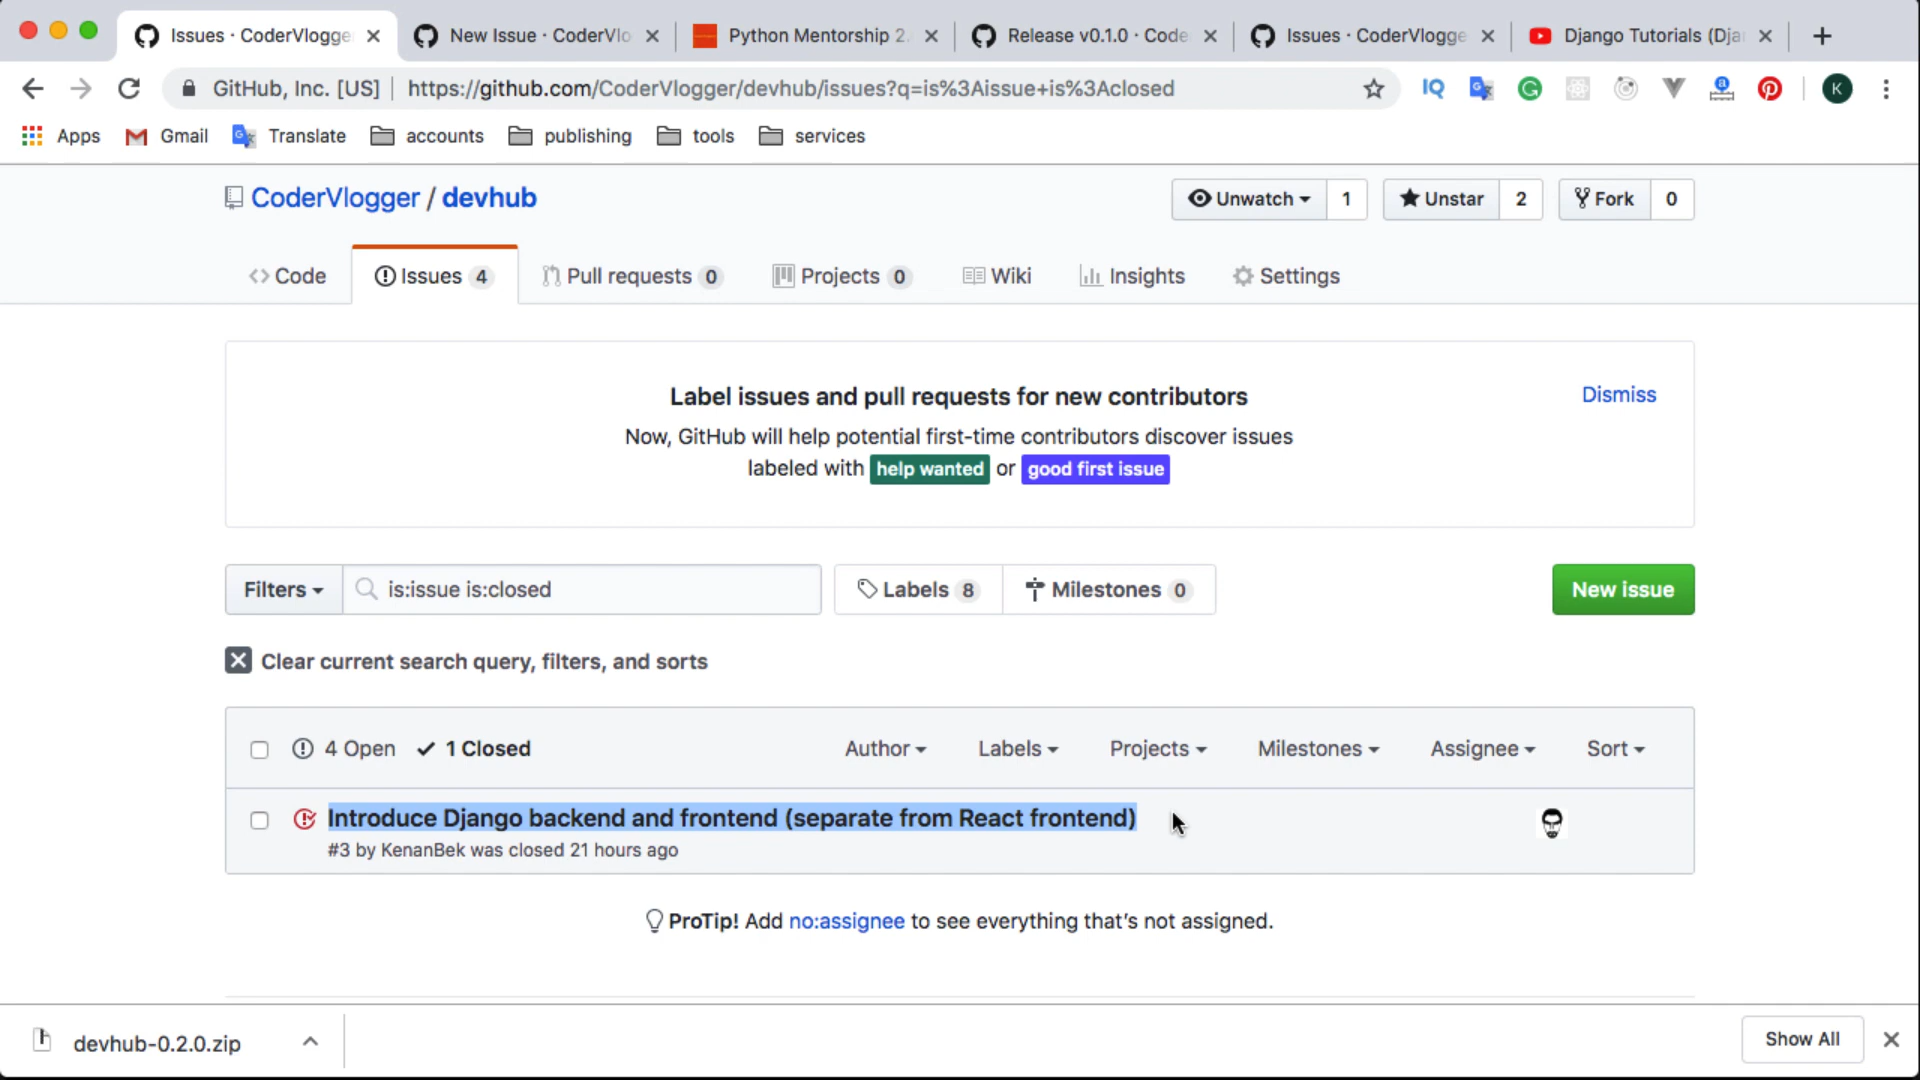 Issues · CoderVlogge
New Issue · CoderVlo
Python Mentorship 2.
Release v0.1.0 · Code
Issues · CoderVlogge
Django Tutorials (Dja
GitHub, Inc. [US] https://github.com/CoderVlogger/devhub/issues?q=is%3Aissue+is%3Aclosed
IQ
K
Apps Gmail Translate accounts publishing tools services
CoderVlogger / devhub
Unwatch 1 Unstar 2 Fork 0
Code Issues 4 Pull requests 0 Projects 0 Wiki Insights Settings
Label issues and pull requests for new contributors
Dismiss
Now, GitHub will help potential first-time contributors discover issues
labeled with help wanted or good first issue
Filters is:issue is:closed Labels 8 Milestones 0 New issue
Clear current search query, filters, and sorts
4 Open 1 Closed Author Labels Projects Milestones Assignee Sort
Introduce Django backend and frontend (separate from React frontend)
#3 by KenanBek was closed 21 hours ago
ProTip! Add no:assignee to see everything that’s not assigned.
devhub-0.2.0.zip Show All